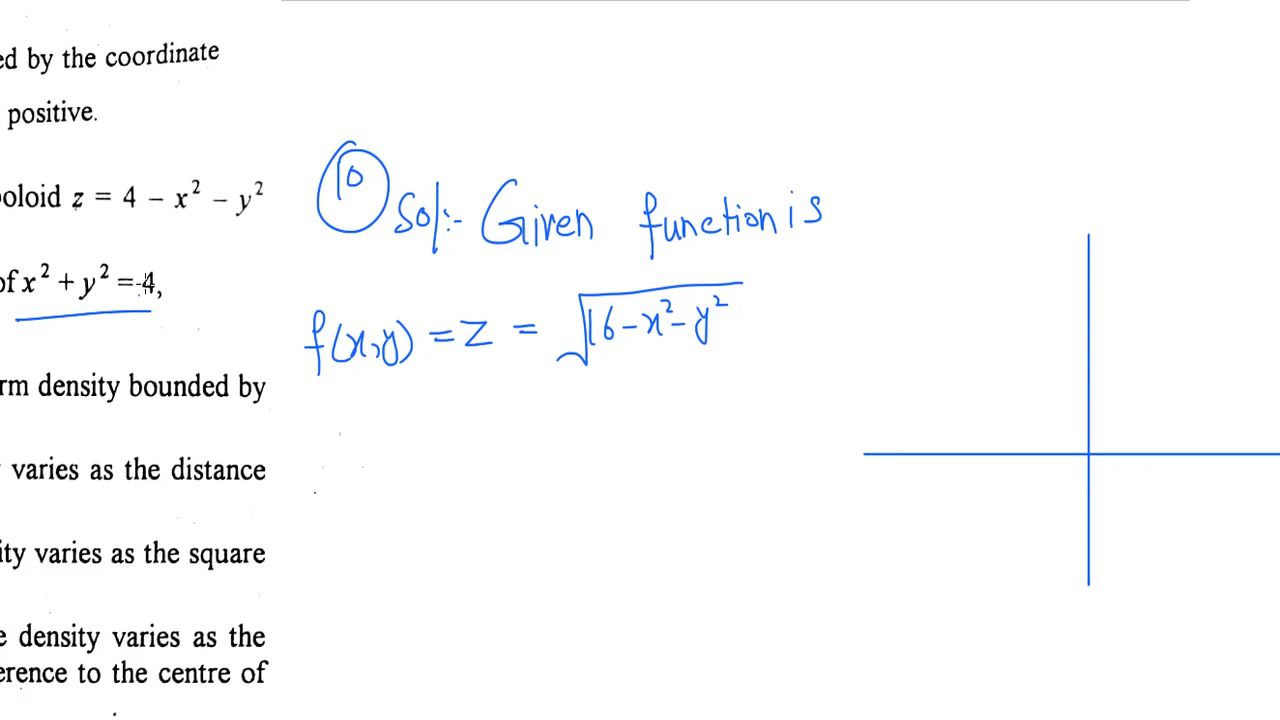 ed by the coordinate
positive.
oloid z = 4 − x² − y²
of x² + y² = 4,
rm density bounded by
varies as the distance
ity varies as the square
e density varies as the
erence to the centre of
10 Sol:- Given function is
f(x,y) = z = √(16 − x² − y²)